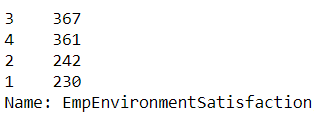 3    367
4    361
2    242
1    230
Name: EmpEnvironmentSatisfaction